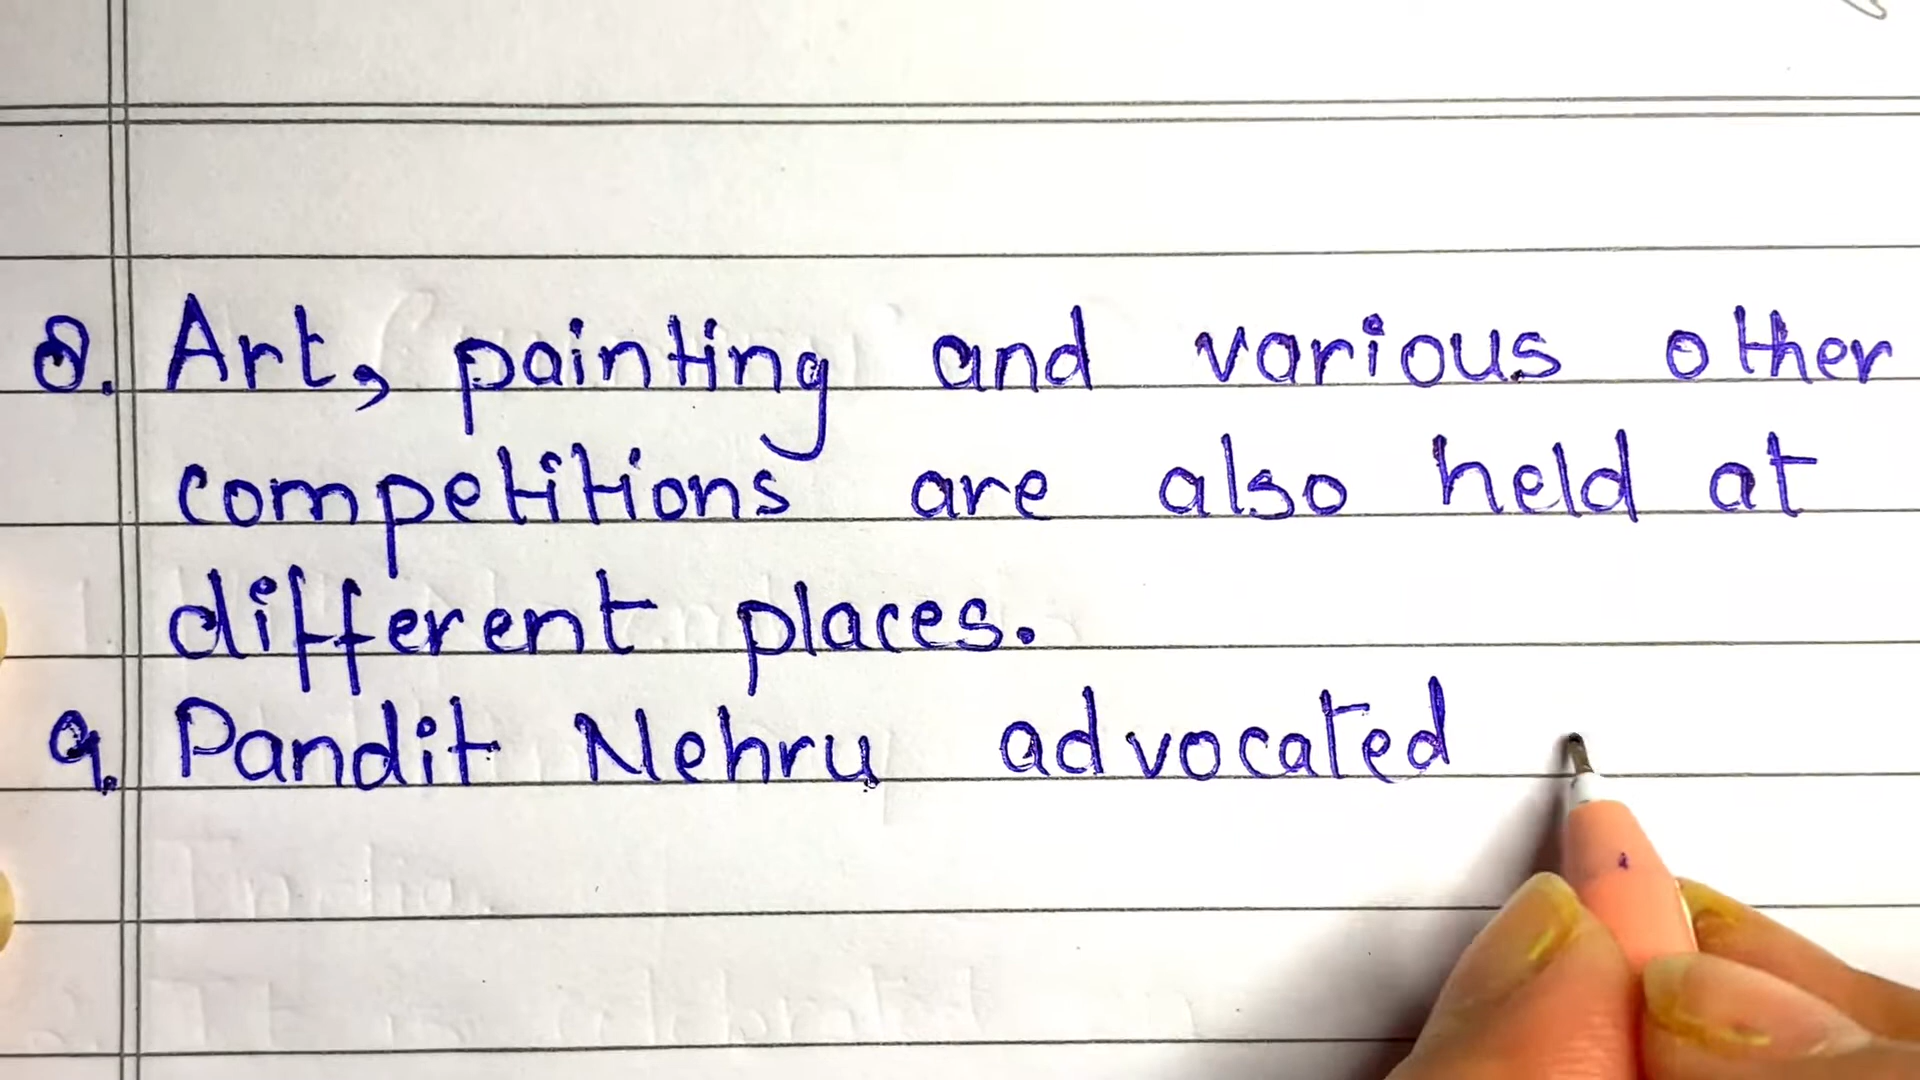 8. Art, painting and various other
competitions are also held at
different places.
9. Pandit Nehru advocated